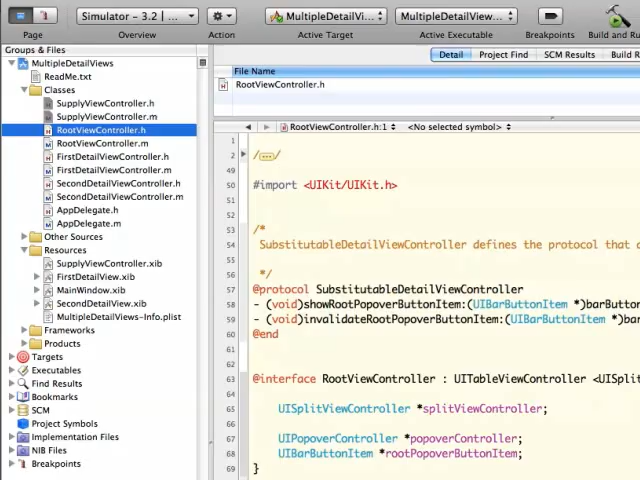 Simulator - 3.2 | ...
MultipleDetailVi...
MultipleDetailView...
Page
Overview
Action
Active Target
Active Executable
Breakpoints
Build and Ru
Groups & Files
Detail
Project Find
SCM Results
Build R
File Name
RootViewController.h
MultipleDetailViews
ReadMe.txt
Classes
SupplyViewController.h
SupplyViewController.m
RootViewController.h
RootViewController.m
FirstDetailViewController.h
FirstDetailViewController.m
SecondDetailViewController.h
SecondDetailViewController.m
AppDelegate.h
AppDelegate.m
Other Sources
Resources
SupplyViewController.xib
FirstDetailView.xib
MainWindow.xib
SecondDetailView.xib
MultipleDetailViews-Info.plist
Frameworks
Products
Targets
Executables
Find Results
Bookmarks
SCM
Project Symbols
Implementation Files
NIB Files
Breakpoints
RootViewController.h:1
<No selected symbol>
1
2 /.../
49
50 #import <UIKit/UIKit.h>
51
52
53 /*
54 SubstitutableDetailViewController defines the protocol that d
55
56 */
57 @protocol SubstitutableDetailViewController
58 - (void)showRootPopoverButtonItem:(UIBarButtonItem *)barButton
59 - (void)invalidateRootPopoverButtonItem:(UIBarButtonItem *)bar
60 @end
61
62
63 @interface RootViewController : UITableViewController <UISpl
64
65 UISplitViewController *splitViewController;
66
67 UIPopoverController *popoverController;
68 UIBarButtonItem *rootPopoverButtonItem;
69 }